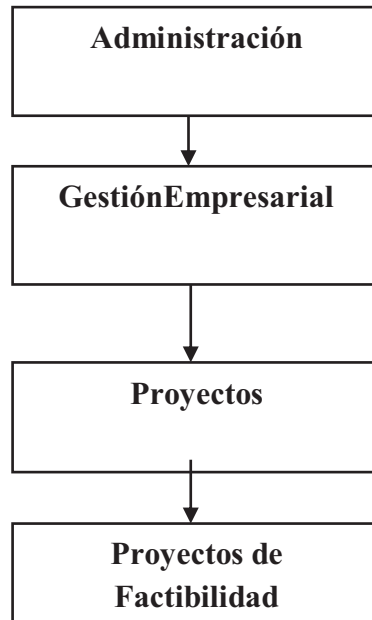 Administración
GestiónEmpresarial
Proyectos
Proyectos de
Factibilidad